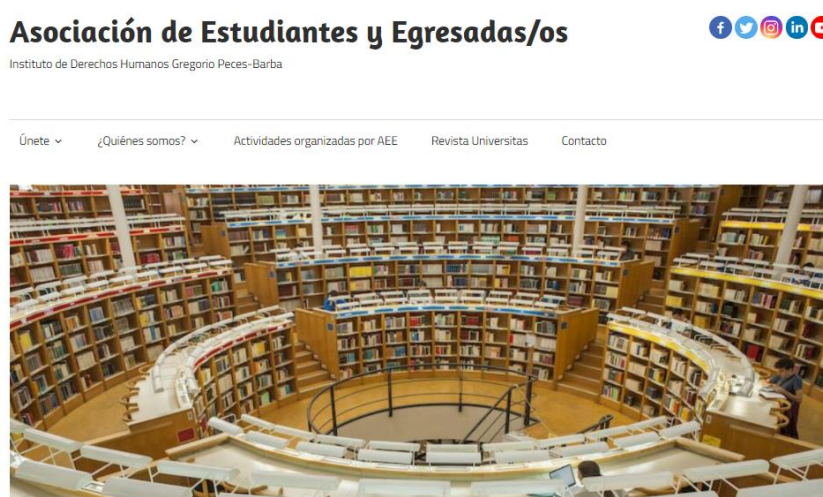 Asociación de Estudiantes y Egresadas/os
Instituto de Derechos Humanos Gregorio Peces-Barba
Únete
¿Quiénes somos?
Actividades organizadas por AEE
Revista Universitas
Contacto